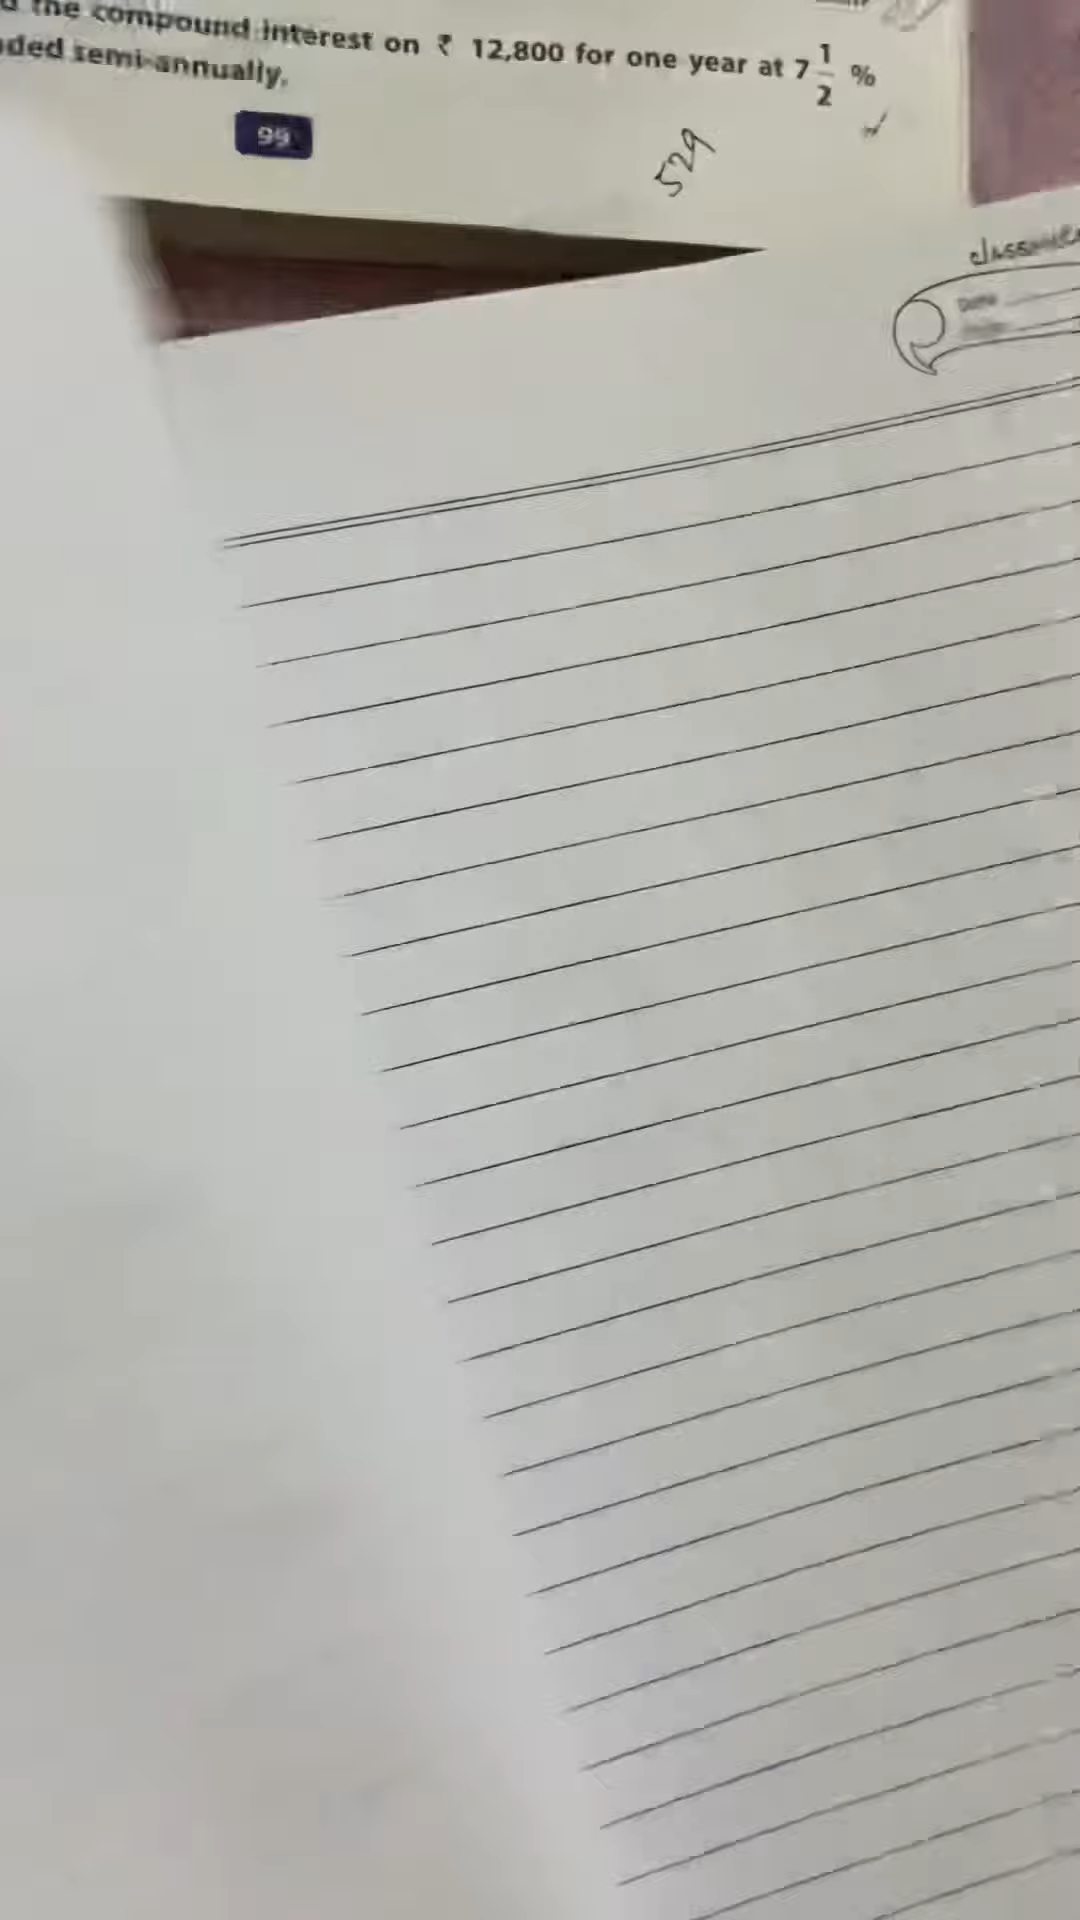 the compound interest on ₹ 12,800 for one year at 7 1/2 %
ded semi-annually.
99
529
classmate
Date